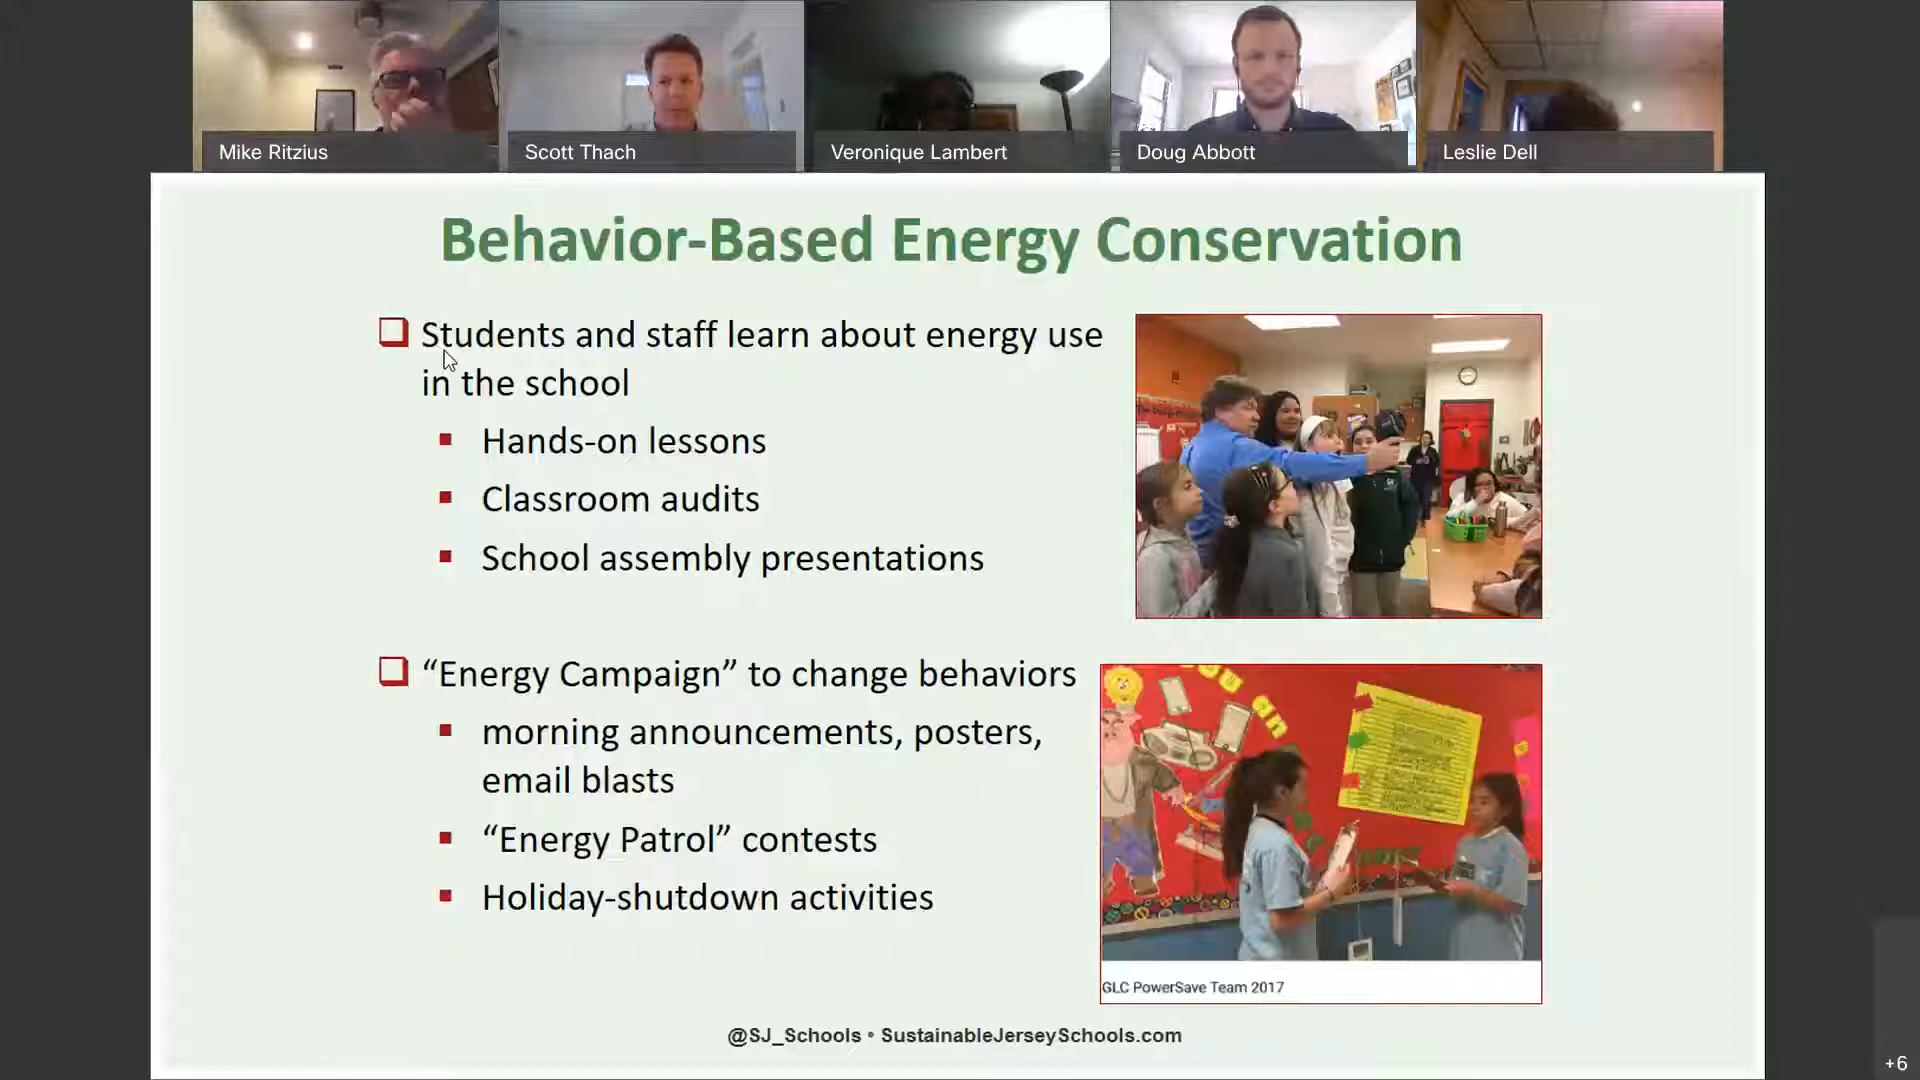 Mike Ritzius
Scott Thach
Veronique Lambert
Doug Abbott
Leslie Dell
Behavior-Based Energy Conservation
Students and staff learn about energy use
in the school
Hands-on lessons
Classroom audits
School assembly presentations
“Energy Campaign” to change behaviors
morning announcements, posters,
email blasts
“Energy Patrol” contests
Holiday-shutdown activities
GLC PowerSave Team 2017
@SJ_Schools • SustainableJerseySchools.com
+6